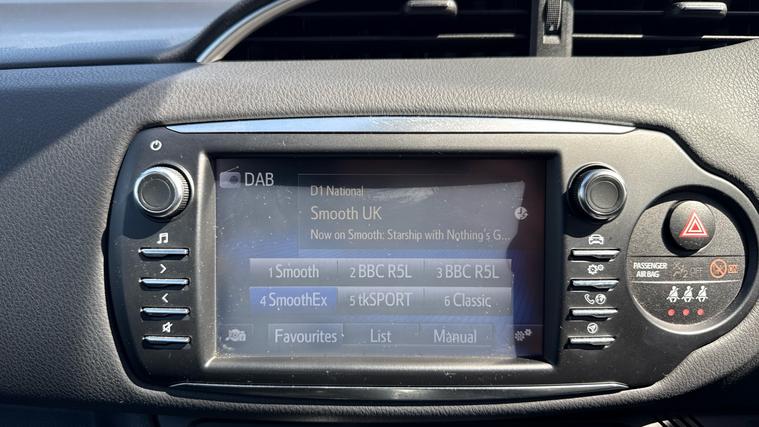 DAB
D1 National
Smooth UK
Now on Smooth: Starship with Nothing's G...
1 Smooth 2 BBC R5L 3 BBC R5L
4 SmoothEx 5 tkSPORT 6 Classic
Favourites List Manual
PASSENGER
AIR BAG
OFF